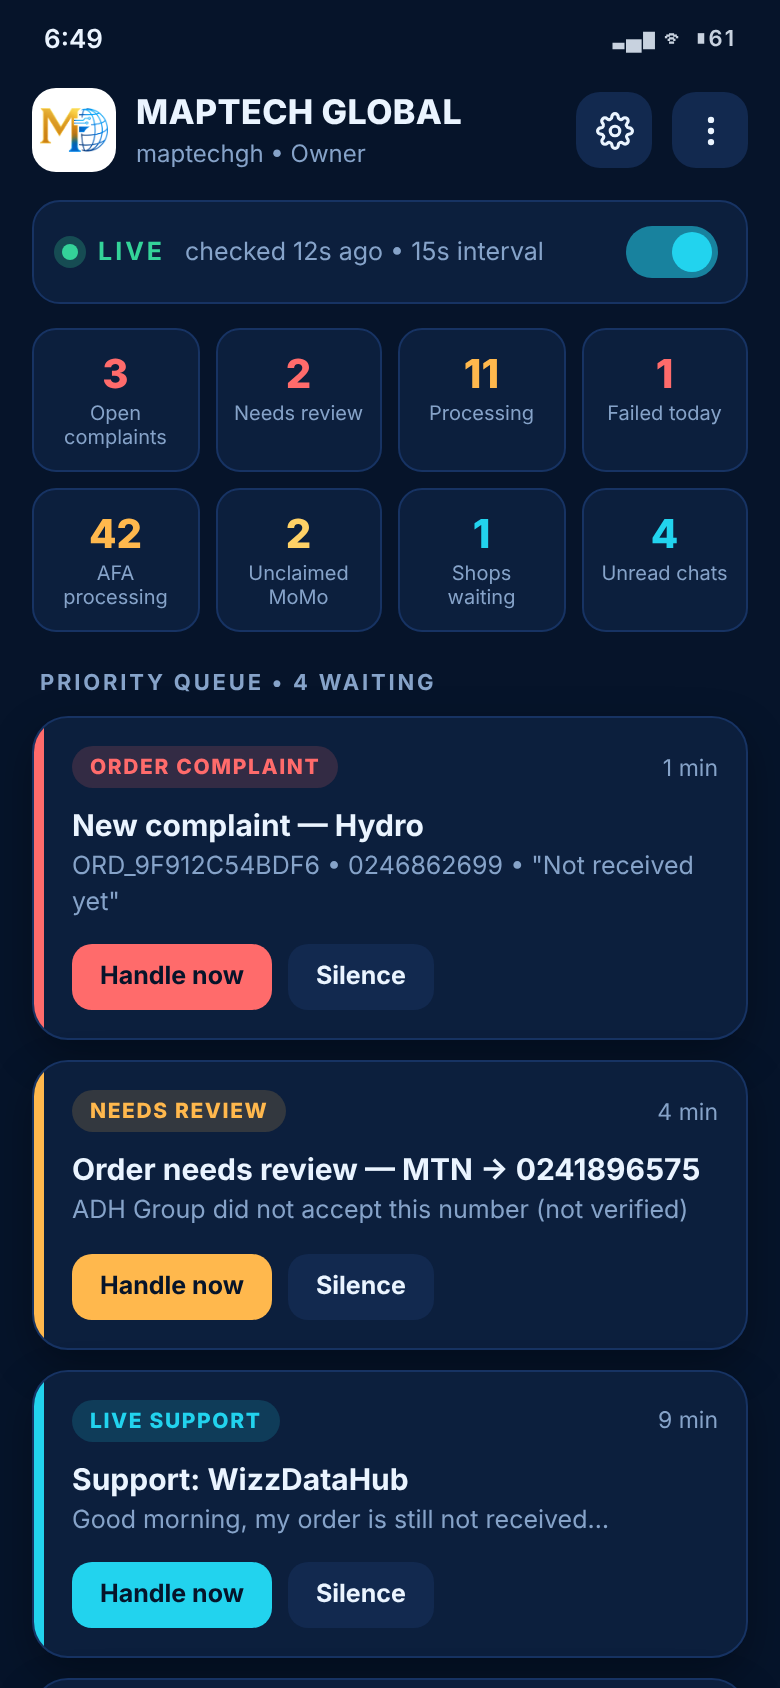 6:49
61
MAPTECH GLOBAL
maptechgh • Owner
LIVE checked 12s ago • 15s interval
3
Open
complaints
2
Needs review
11
Processing
1
Failed today
42
AFA
processing
2
Unclaimed
MoMo
1
Shops
waiting
4
Unread chats
PRIORITY QUEUE • 4 WAITING
ORDER COMPLAINT 1 min
New complaint — Hydro
ORD_9F912C54BDF6 • 0246862699 • "Not received
yet"
Handle now Silence
NEEDS REVIEW 4 min
Order needs review — MTN → 0241896575
ADH Group did not accept this number (not verified)
Handle now Silence
LIVE SUPPORT 9 min
Support: WizzDataHub
Good morning, my order is still not received...
Handle now Silence